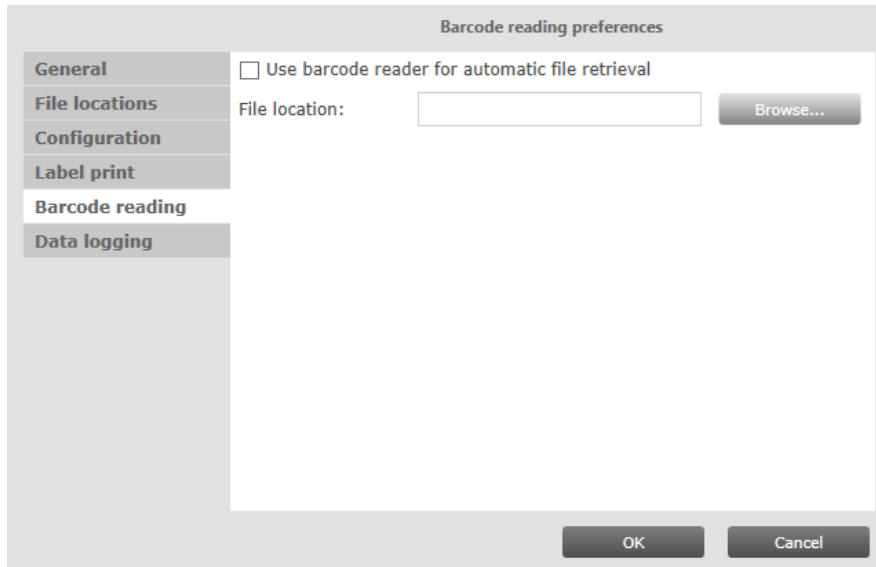 Barcode reading preferences
General
File locations
Configuration
Label print
Barcode reading
Data logging
Use barcode reader for automatic file retrieval
File location:
Browse...
OK
Cancel